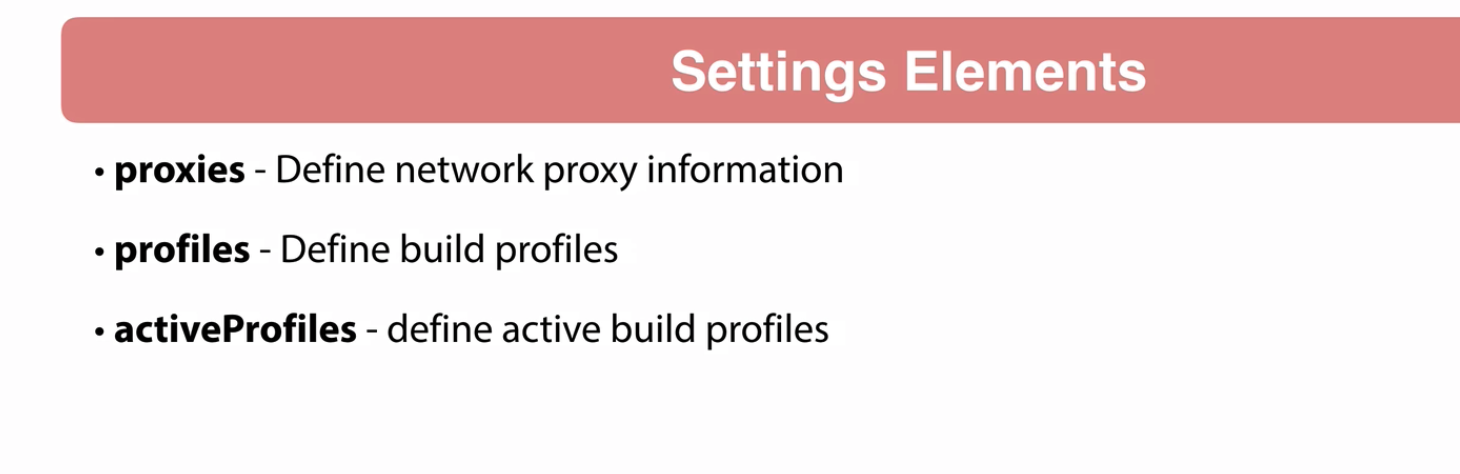 Settings Elements
• proxies - Define network proxy information
• profiles - Define build profiles
• activeProfiles - define active build profiles